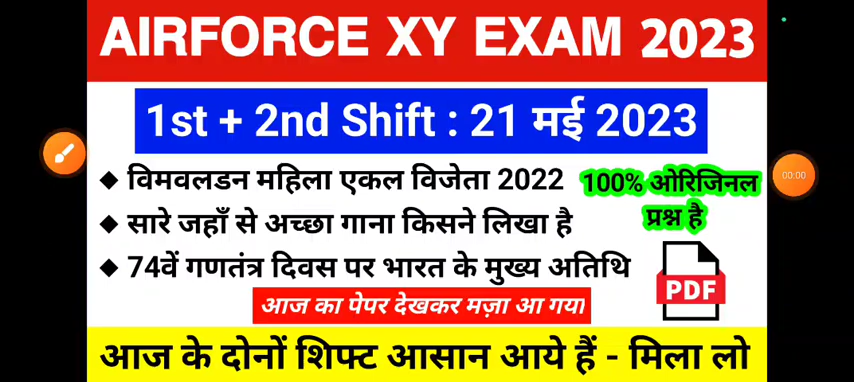 AIRFORCE XY EXAM 2023
1st + 2nd Shift : 21 मई 2023
◆ विमवलडन महिला एकल विजेता 2022
100% ओरिजिनल
प्रश्न है
◆ सारे जहाँ से अच्छा गाना किसने लिखा है
◆ 74वें गणतंत्र दिवस पर भारत के मुख्य अतिथि
PDF
आज का पेपर देखकर मज़ा आ गया
आज के दोनों शिफ्ट आसान आये हैं - मिला लो
00:00